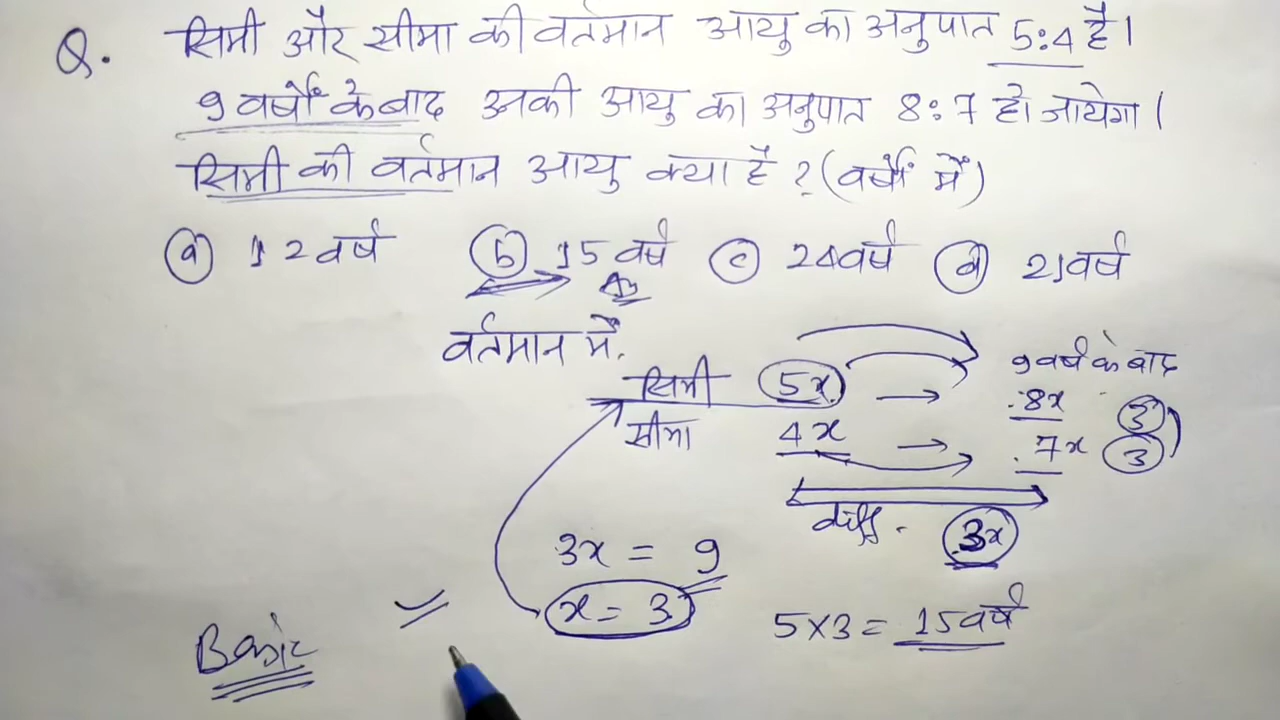 Q. सिमी और सीमा की वर्तमान आयु का अनुपात 5:4 है।
9 वर्षों के बाद उनकी आयु का अनुपात 8:7 हो जायेगा।
सिमी की वर्तमान आयु क्या है ? (वर्षों में)
(a) 12 वर्ष (b) 15 वर्ष (c) 24 वर्ष (d) 21 वर्ष
Ans
वर्तमान में. 9 वर्ष के बाद
सिमी 5x → 8x 3
सीमा 4x → 7x 3
diff. 3x
3x = 9
x = 3 5×3 = 15 वर्ष
Basic